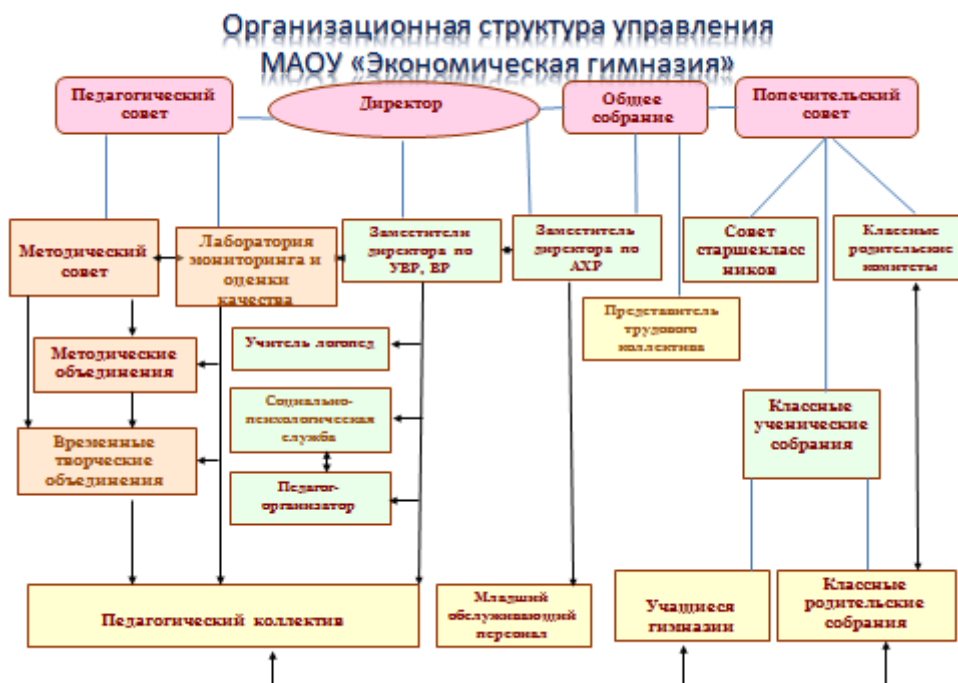 Организационная структура управления
МАОУ «Экономическая гимназия»
Педагогический
совет
Директор
Общее
собрание
Попечительский
совет
Методический
совет
Лаборатория
мониторинга и
оценки
качества
Заместители
директора по
УВР, ВР
Заместитель
директора по
АХР
Совет
старшекласс
ников
Классные
родительские
комитеты
Представитель
трудового
коллектива
Учитель логопед
Методические
объединения
Социально-
психологическая
служба
Классные
ученические
собрания
Временные
творческие
объединения
Педагог-
организатор
Педагогический коллектив
Младший
обслуживающий
персонал
Учащиеся
гимназии
Классные
родительские
собрания